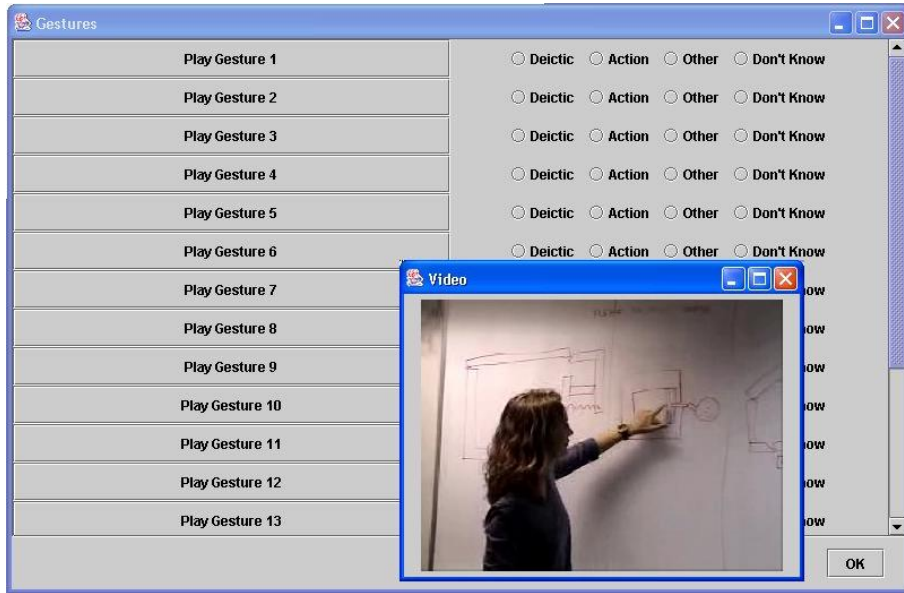 Gestures
Play Gesture 1 Deictic Action Other Don't Know
Play Gesture 2 Deictic Action Other Don't Know
Play Gesture 3 Deictic Action Other Don't Know
Play Gesture 4 Deictic Action Other Don't Know
Play Gesture 5 Deictic Action Other Don't Know
Play Gesture 6 Deictic Action Other Don't Know
Video
Play Gesture 7
Play Gesture 8
Play Gesture 9
Play Gesture 10
Play Gesture 11
Play Gesture 12
Play Gesture 13
OK